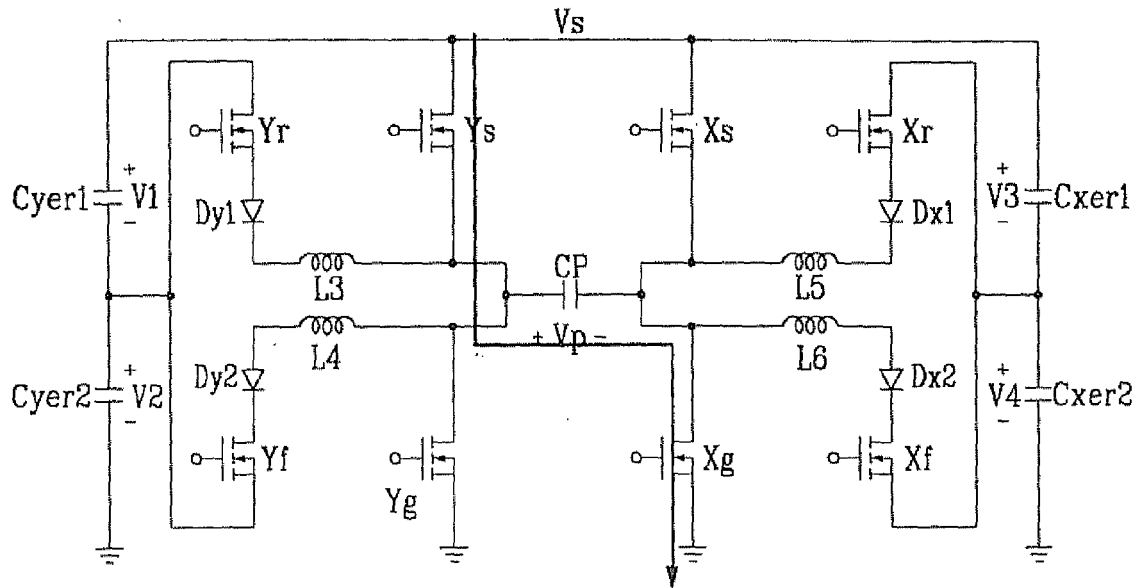 Vs
Yr
Ys
Xs
Xr
+
+
Cyer1
V1
Dy1
V3
Cxer1
Dx1
-
-
CP
L3
L5
+ Vp -
L4
L6
+
+
Cyer2
V2
Dy2
Dx2
V4
Cxer2
-
-
Yf
Yg
Xg
Xf